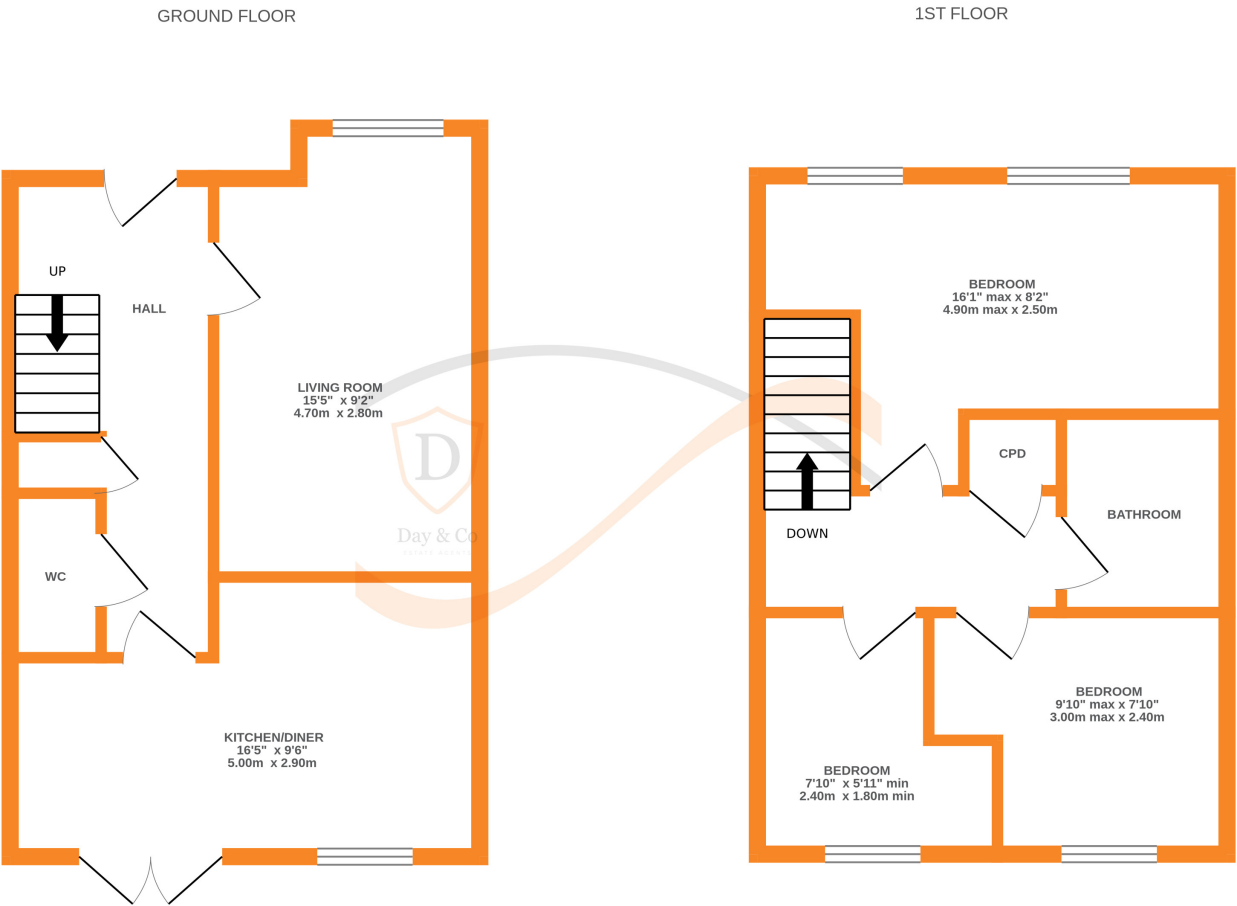 GROUND FLOOR
1ST FLOOR
UP
HALL
LIVING ROOM
15'5" x 9'2"
4.70m x 2.80m
WC
KITCHEN/DINER
16'5" x 9'6"
5.00m x 2.90m
D
Day & Co
BEDROOM
16'1" max x 8'2"
4.90m max x 2.50m
CPD
BATHROOM
DOWN
BEDROOM
9'10" max x 7'10"
3.00m max x 2.40m
BEDROOM
7'10" x 5'11" min
2.40m x 1.80m min